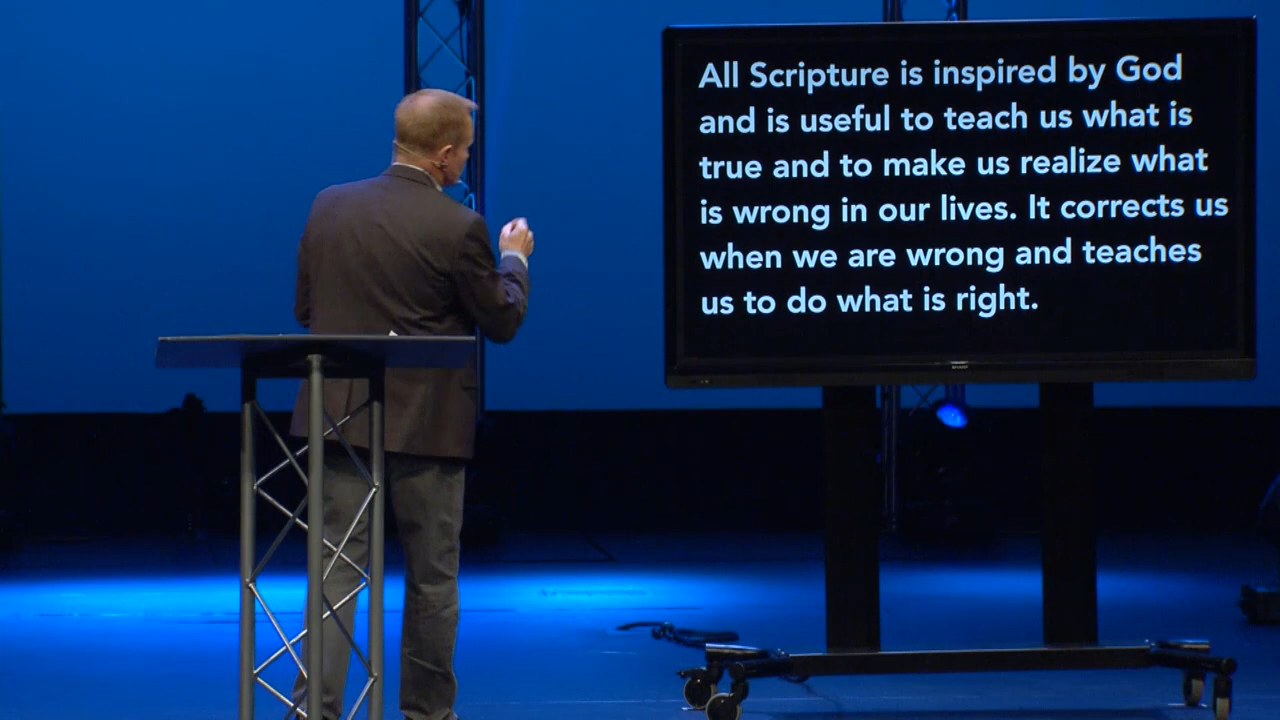 All Scripture is inspired by God
and is useful to teach us what is
true and to make us realize what
is wrong in our lives. It corrects us
when we are wrong and teaches
us to do what is right.
SHARP